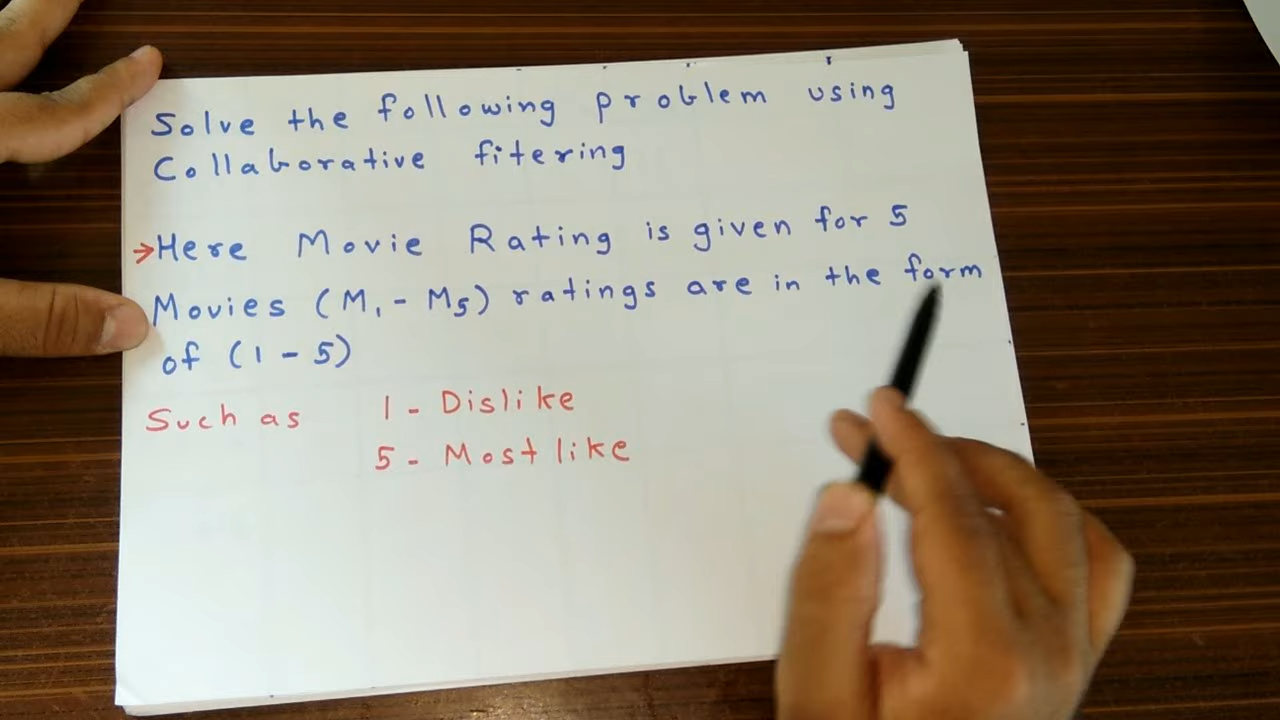 Solve the following problem using
Collaborative fitering
→Here Movie Rating is given for 5
Movies (M₁ - M₅) ratings are in the form
of (1 - 5)
Such as 1 - Dislike
5 - Most like